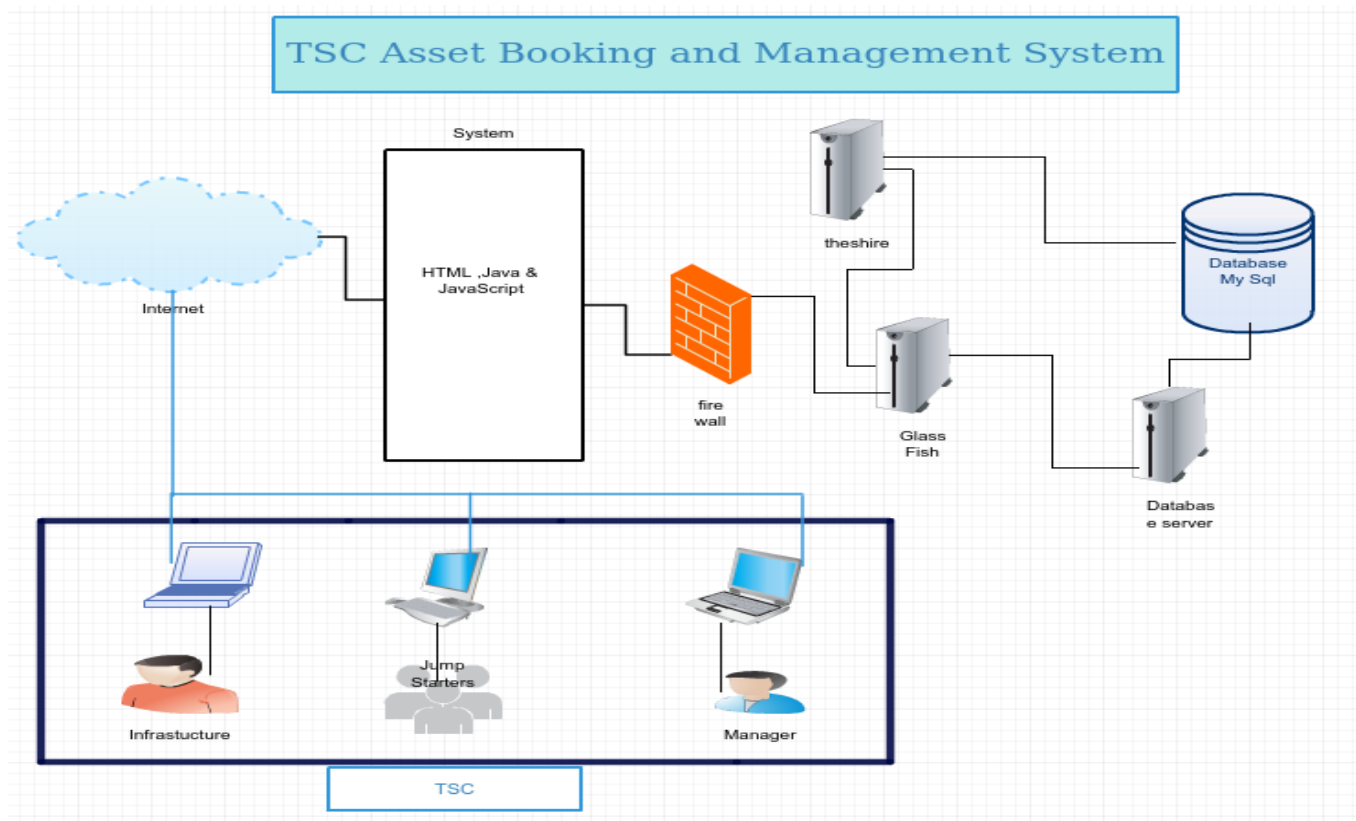 TSC Asset Booking and Management System
System
theshire
HTML ,Java &
JavaScript
Database
My Sql
Internet
fire
wall
Glass
Fish
Databas
e server
Jump
Starters
Infrastucture
Manager
TSC